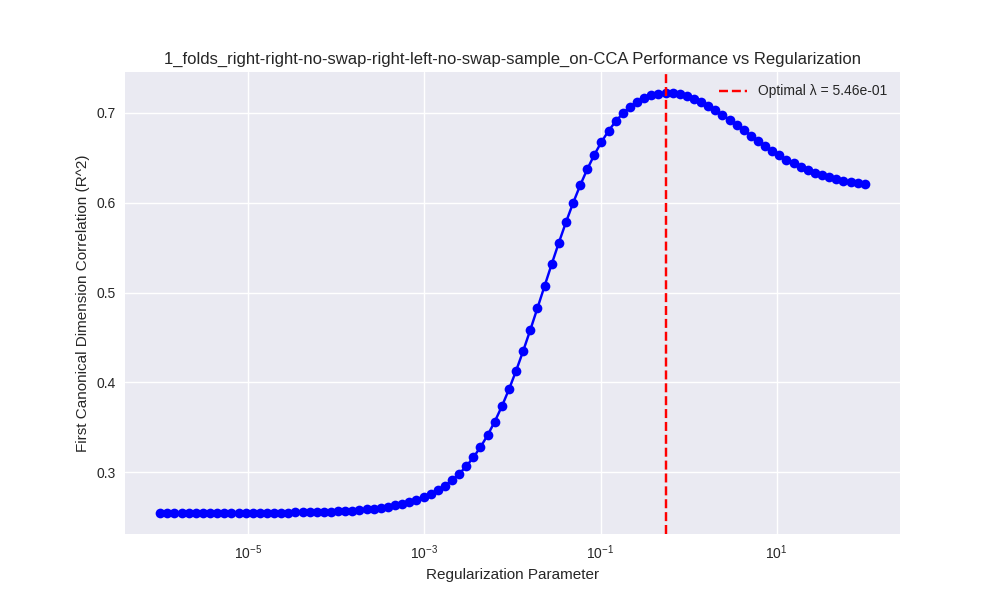 1_folds_right-right-no-swap-right-left-no-swap-sample_on-CCA Performance vs Regularization
Optimal λ = 5.46e-01
First Canonical Dimension Correlation (R^2)
0.7
0.6
0.5
0.4
0.3
10⁻⁵
10⁻³
10⁻¹
10¹
Regularization Parameter